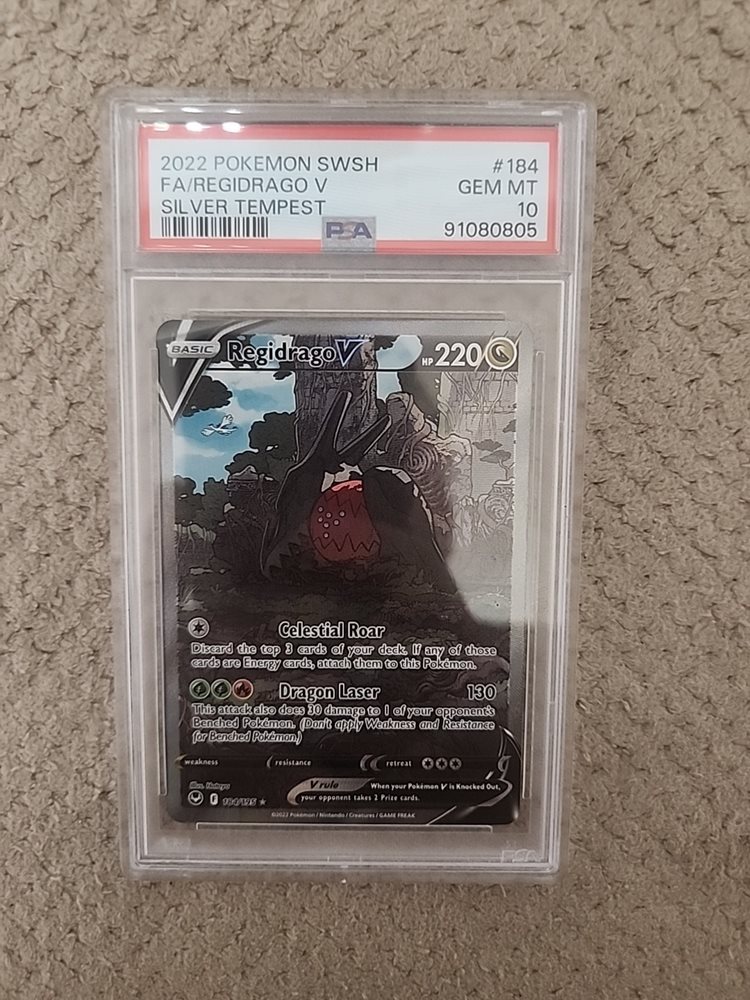 2022 POKEMON SWSH #184
FA/REGIDRAGO V GEM MT
SILVER TEMPEST 10
PSA 91080805
BASIC Regidrago V HP 220
Celestial Roar
Discard the top 3 cards of your deck. If any of those
cards are Energy cards, attach them to this Pokémon.
Dragon Laser 130
This attack also does 30 damage to 1 of your opponent's
Benched Pokémon. (Don't apply Weakness and Resistance
for Benched Pokémon.)
weakness resistance retreat
V rule When your Pokémon V is Knocked Out,
your opponent takes 2 Prize cards.
Illus.
F 184/195 ★
©2022 Pokémon / Nintendo / Creatures / GAME FREAK